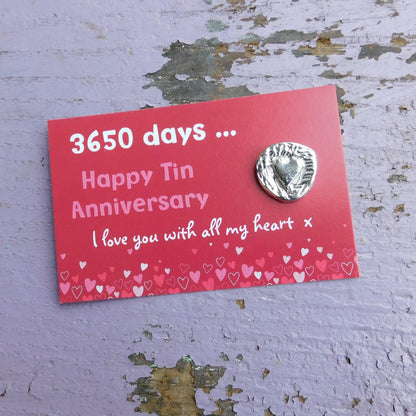 3650 days ...
Happy Tin
Anniversary
I love you with all my heart x